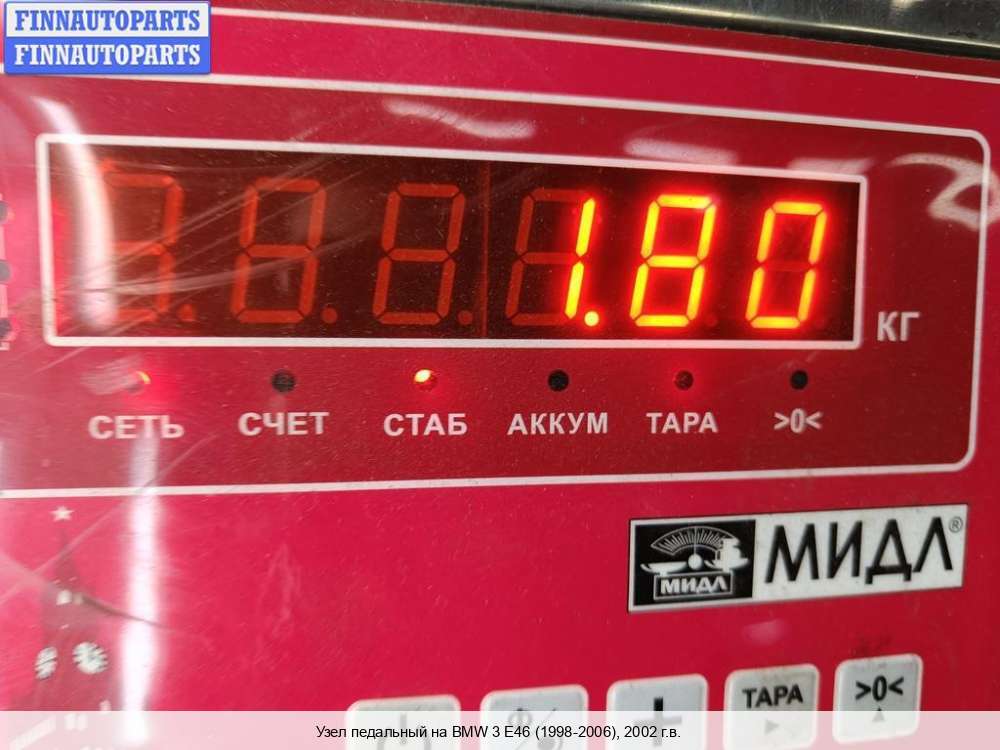 FINNAUTOPARTS
FINNAUTOPARTS
1.80
КГ
СЕТЬ СЧЕТ СТАБ АККУМ ТАРА >0<
МИДЛ МИДЛ®
ТАРА >0<
Узел педальный на BMW 3 E46 (1998-2006), 2002 г.в.